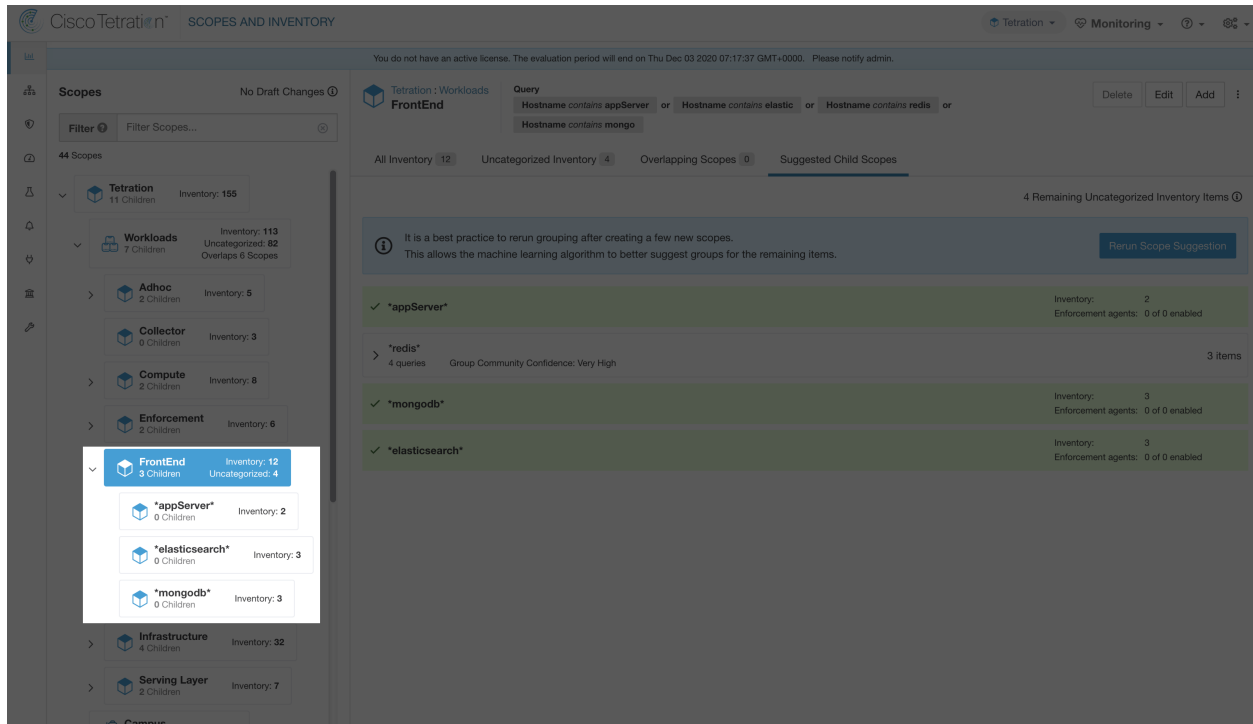 Cisco Tetration
SCOPES AND INVENTORY
Tetration
Monitoring
You do not have an active license. The evaluation period will end on Thu Dec 03 2020 07:17:37 GMT+0000. Please notify admin.
Scopes
No Draft Changes
Filter
Filter Scopes...
44 Scopes
Tetration
11 Children
Inventory: 155
Workloads
7 Children
Inventory: 113
Uncategorized: 82
Overlaps 6 Scopes
Adhoc
2 Children
Inventory: 5
Collector
0 Children
Inventory: 3
Compute
2 Children
Inventory: 8
Enforcement
2 Children
Inventory: 6
FrontEnd
3 Children
Inventory: 12
Uncategorized: 4
*appServer*
0 Children
Inventory: 2
*elasticsearch*
0 Children
Inventory: 3
*mongodb*
0 Children
Inventory: 3
Infrastructure
4 Children
Inventory: 32
Serving Layer
2 Children
Inventory: 7
Campus
Tetration : Workloads
FrontEnd
Query
Hostname contains appServer or Hostname contains elastic or Hostname contains redis or
Hostname contains mongo
Delete
Edit
Add
All Inventory 12
Uncategorized Inventory 4
Overlapping Scopes 0
Suggested Child Scopes
4 Remaining Uncategorized Inventory Items
It is a best practice to rerun grouping after creating a few new scopes.
This allows the machine learning algorithm to better suggest groups for the remaining items.
Rerun Scope Suggestion
*appServer*
Inventory: 2
Enforcement agents: 0 of 0 enabled
*redis*
4 queries Group Community Confidence: Very High
3 items
*mongodb*
Inventory: 3
Enforcement agents: 0 of 0 enabled
*elasticsearch*
Inventory: 3
Enforcement agents: 0 of 0 enabled